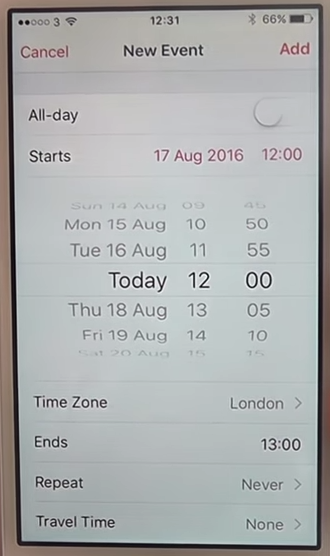 3 12:31 66%
Cancel New Event Add
All-day
Starts 17 Aug 2016 12:00
Sun 14 Aug 09 45
Mon 15 Aug 10 50
Tue 16 Aug 11 55
Today 12 00
Thu 18 Aug 13 05
Fri 19 Aug 14 10
Sat 20 Aug 15 15
Time Zone London >
Ends 13:00
Repeat Never >
Travel Time None >